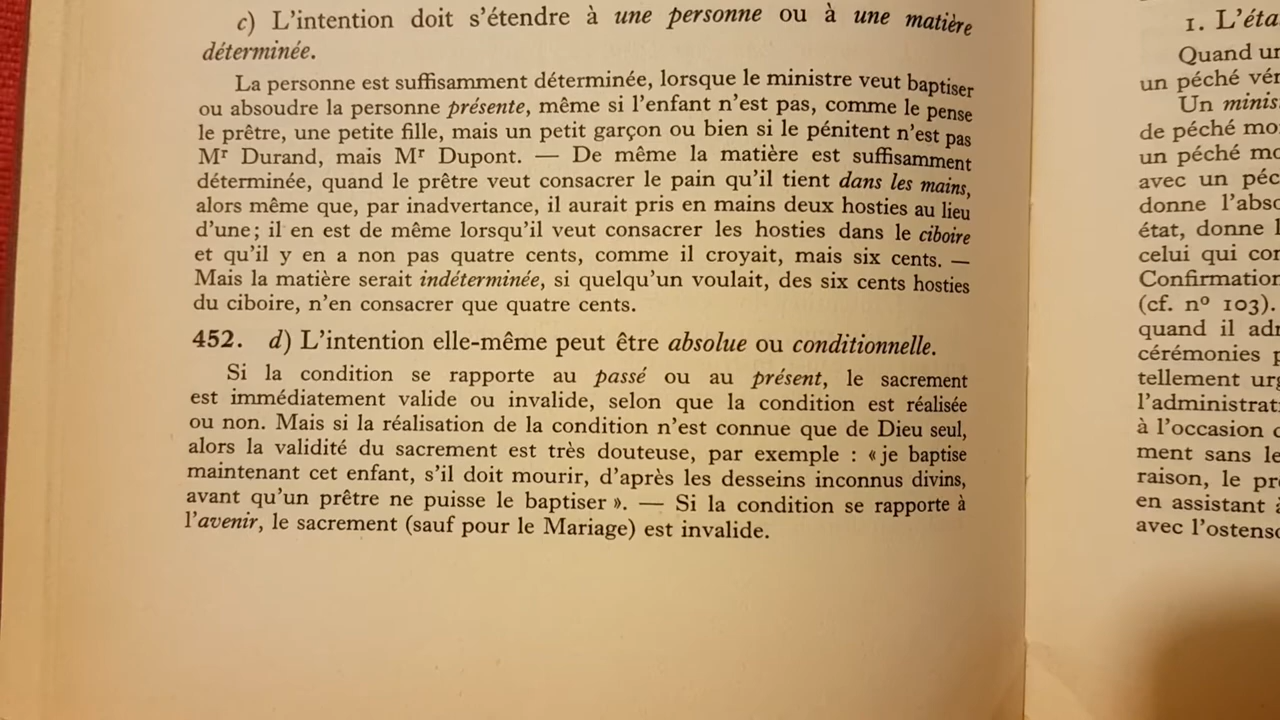 c) L'intention doit s'étendre à une personne ou à une matière
déterminée.
La personne est suffisamment déterminée, lorsque le ministre veut baptiser
ou absoudre la personne présente, même si l'enfant n'est pas, comme le pense
le prêtre, une petite fille, mais un petit garçon ou bien si le pénitent n'est pas
Mr Durand, mais Mr Dupont. — De même la matière est suffisamment
déterminée, quand le prêtre veut consacrer le pain qu'il tient dans les mains,
alors même que, par inadvertance, il aurait pris en mains deux hosties au lieu
d'une; il en est de même lorsqu'il veut consacrer les hosties dans le ciboire
et qu'il y en a non pas quatre cents, comme il croyait, mais six cents. —
Mais la matière serait indéterminée, si quelqu'un voulait, des six cents hosties
du ciboire, n'en consacrer que quatre cents.
452. d) L'intention elle-même peut être absolue ou conditionnelle.
Si la condition se rapporte au passé ou au présent, le sacrement
est immédiatement valide ou invalide, selon que la condition est réalisée
ou non. Mais si la réalisation de la condition n'est connue que de Dieu seul,
alors la validité du sacrement est très douteuse, par exemple : « je baptise
maintenant cet enfant, s'il doit mourir, d'après les desseins inconnus divins,
avant qu'un prêtre ne puisse le baptiser ». — Si la condition se rapporte à
l'avenir, le sacrement (sauf pour le Mariage) est invalide.
1. L'éta
Quand un
un péché vér
Un minis
de péché mo
un péché mo
avec un péc
donne l'abso
état, donne l
celui qui con
Confirmation
(cf. nº 103).
quand il adr
cérémonies p
tellement urg
l'administrati
à l'occasion d
ment sans le
raison, le pr
en assistant à
avec l'ostenso